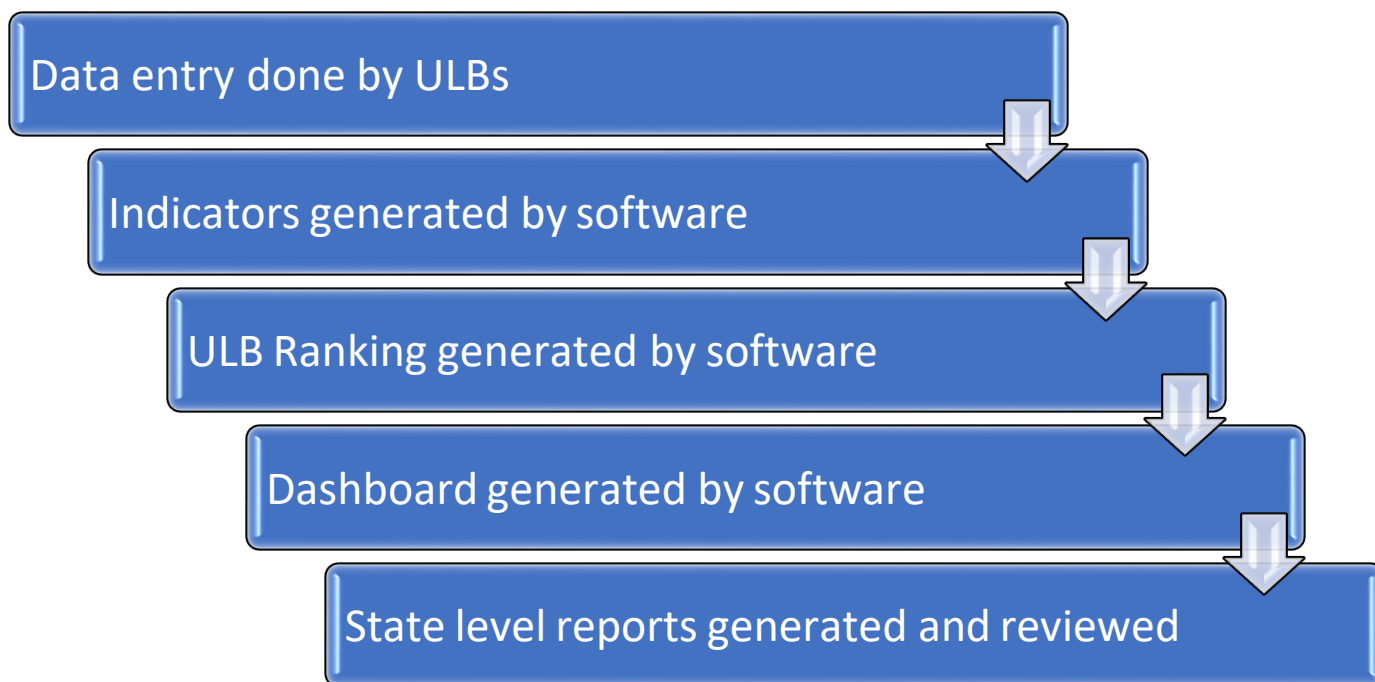 Data entry done by ULBs
Indicators generated by software
ULB Ranking generated by software
Dashboard generated by software
State level reports generated and reviewed